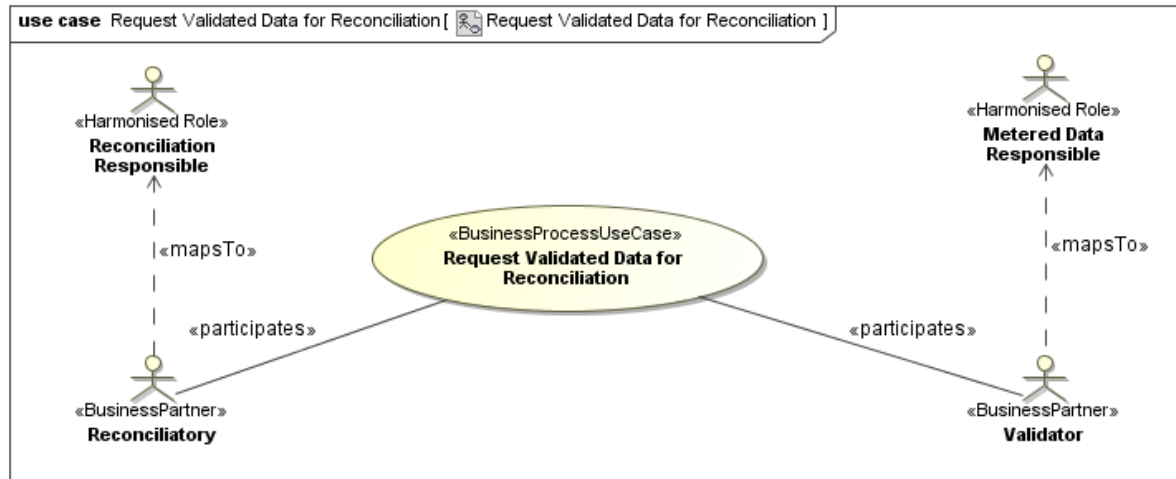 use case Request Validated Data for Reconciliation [ Request Validated Data for Reconciliation ]
«Harmonised Role»
Reconciliation
Responsible
«Harmonised Role»
Metered Data
Responsible
«mapsTo»
«BusinessProcessUseCase»
Request Validated Data for
Reconciliation
«mapsTo»
«participates»
«participates»
«BusinessPartner»
Reconciliatory
«BusinessPartner»
Validator